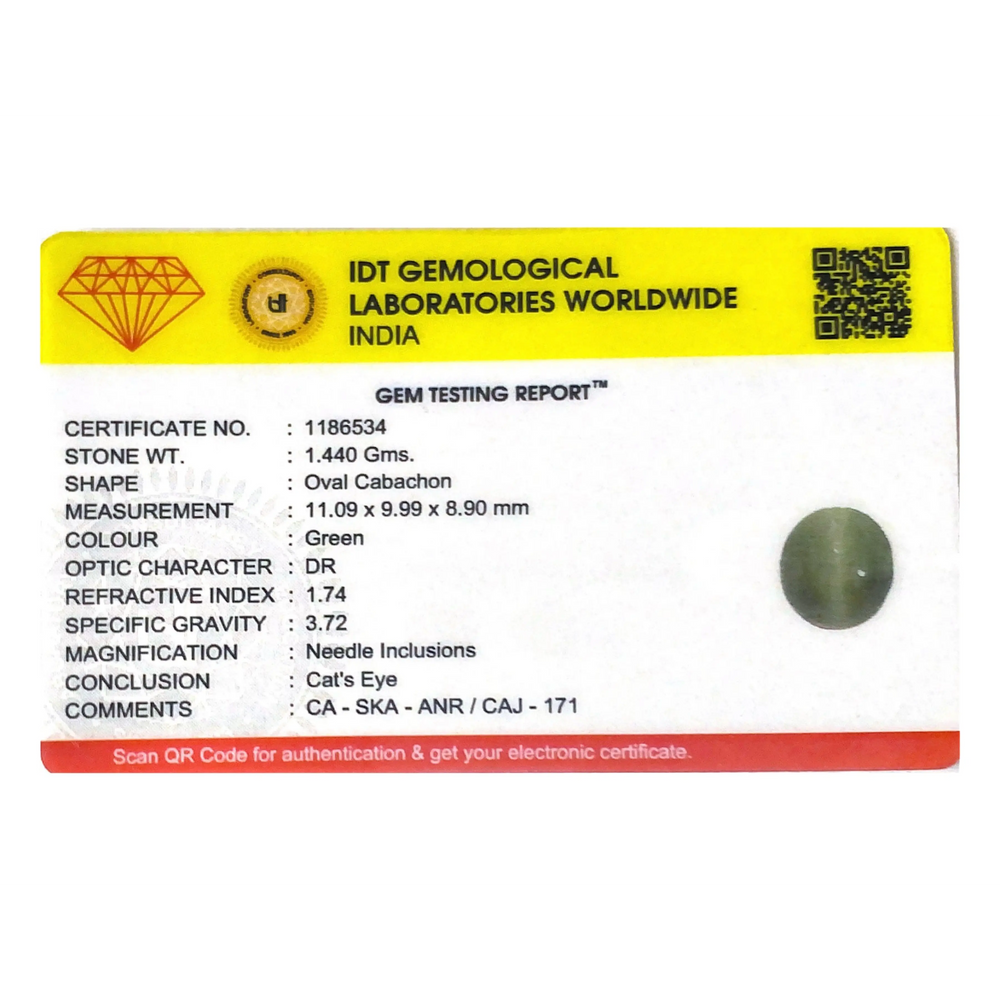 IDT GEMOLOGICAL
LABORATORIES WORLDWIDE
INDIA
GEM TESTING REPORT™
CERTIFICATE NO. : 1186534
STONE WT. : 1.440 Gms.
SHAPE : Oval Cabachon
MEASUREMENT : 11.09 x 9.99 x 8.90 mm
COLOUR : Green
OPTIC CHARACTER : DR
REFRACTIVE INDEX : 1.74
SPECIFIC GRAVITY : 3.72
MAGNIFICATION : Needle Inclusions
CONCLUSION : Cat's Eye
COMMENTS : CA - SKA - ANR / CAJ - 171
Scan QR Code for authentication & get your electronic certificate.